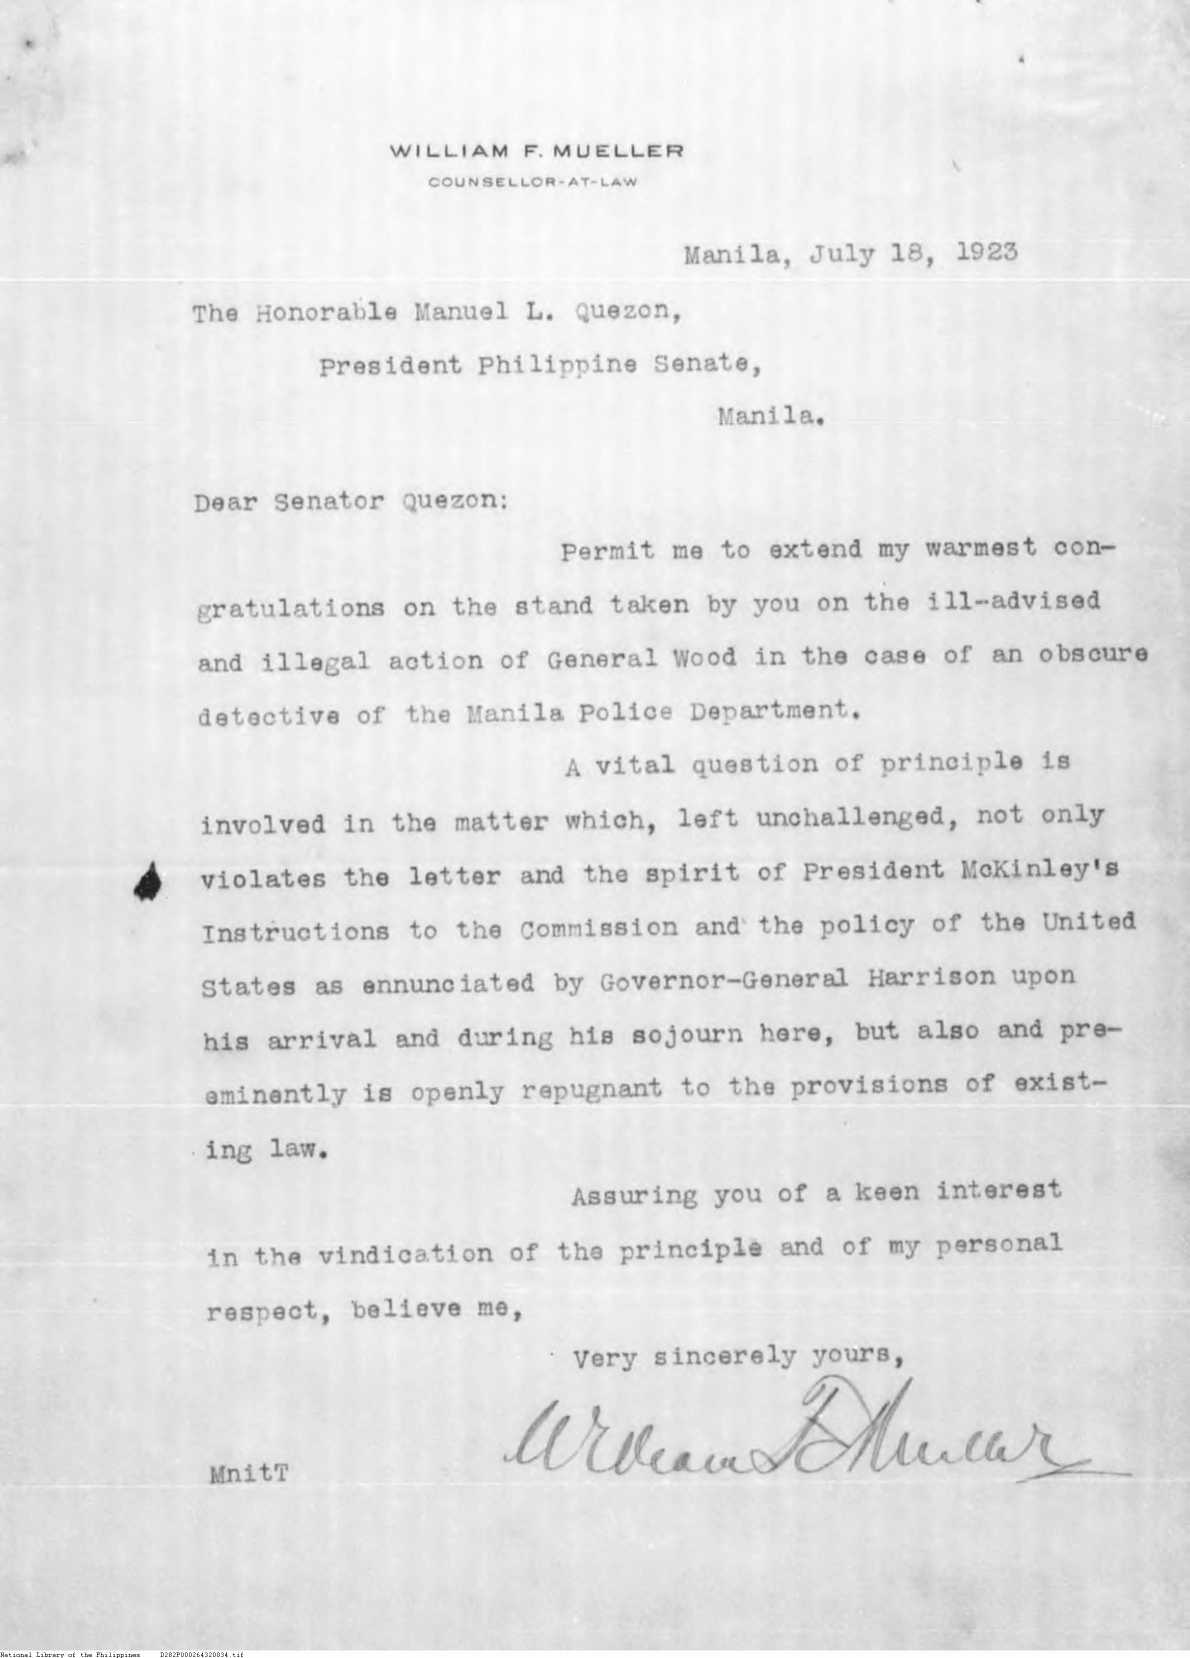 WILLIAM F. MUELLER
COUNSELLOR-AT-LAW
Manila, July 18, 1923
The Honorable Manuel L. Quezon,
President Philippine Senate,
Manila.
Dear Senator Quezon:
Permit me to extend my warmest con-
gratulations on the stand taken by you on the ill-advised
and illegal action of General Wood in the case of an obscure
detective of the Manila Police Department.
A vital question of principle is
involved in the matter which, left unchallenged, not only
violates the letter and the spirit of President McKinley's
Instructions to the Commission and the policy of the United
States as ennunciated by Governor-General Harrison upon
his arrival and during his sojourn here, but also and pre-
eminently is openly repugnant to the provisions of exist-
ing law.
Assuring you of a keen interest
in the vindication of the principle and of my personal
respect, believe me,
Very sincerely yours,
William F. Mueller
MnitT
National Library of the Philippines D282P000264320834.tif